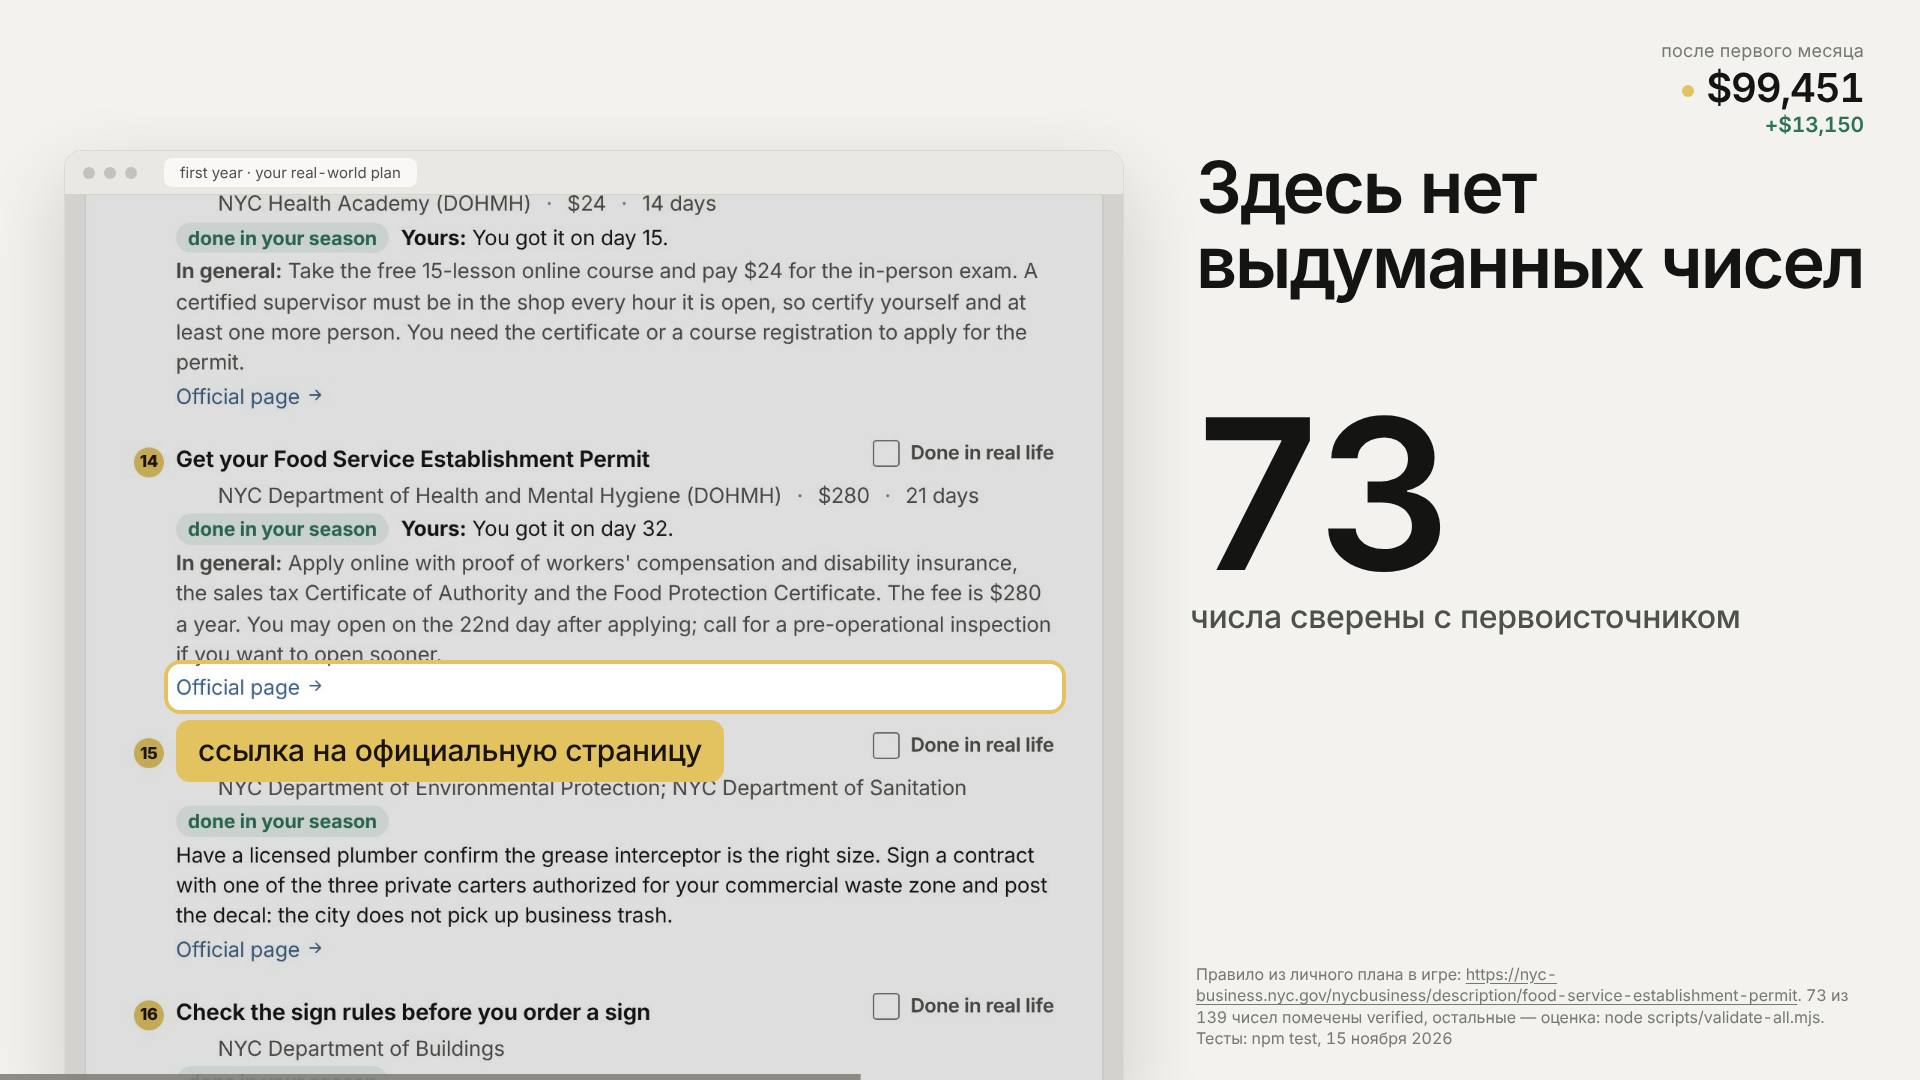 после первого месяца
$99,451
+$13,150
first year · your real-world plan
NYC Health Academy (DOHMH) · $24 · 14 days
done in your season Yours: You got it on day 15.
In general: Take the free 15-lesson online course and pay $24 for the in-person exam. A
certified supervisor must be in the shop every hour it is open, so certify yourself and at
least one more person. You need the certificate or a course registration to apply for the
permit.
Official page →
14 Get your Food Service Establishment Permit Done in real life
NYC Department of Health and Mental Hygiene (DOHMH) · $280 · 21 days
done in your season Yours: You got it on day 32.
In general: Apply online with proof of workers' compensation and disability insurance,
the sales tax Certificate of Authority and the Food Protection Certificate. The fee is $280
a year. You may open on the 22nd day after applying; call for a pre-operational inspection
if you want to open sooner.
Official page →
15 ссылка на официальную страницу Done in real life
NYC Department of Environmental Protection; NYC Department of Sanitation
done in your season
Have a licensed plumber confirm the grease interceptor is the right size. Sign a contract
with one of the three private carters authorized for your commercial waste zone and post
the decal: the city does not pick up business trash.
Official page →
16 Check the sign rules before you order a sign Done in real life
NYC Department of Buildings
Здесь нет
выдуманных чисел
73
числа сверены с первоисточником
Правило из личного плана в игре: https://nyc-
business.nyc.gov/nycbusiness/description/food-service-establishment-permit. 73 из
139 чисел помечены verified, остальные — оценка: node scripts/validate-all.mjs.
Тесты: npm test, 15 ноября 2026